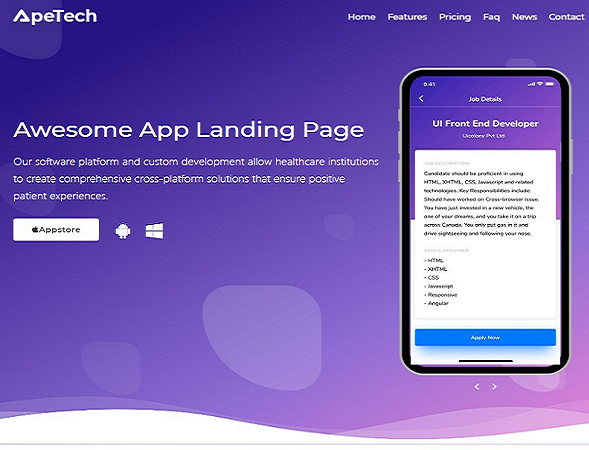 ApeTech
Home Features Pricing Faq News Contact
Awesome App Landing Page
Our software platform and custom development allow healthcare institutions
to create comprehensive cross-platform solutions that ensure positive
patient experiences.
Appstore
9:41
Job Details
UI Front End Developer
Uicolony Pvt Ltd
JOB DESCRIPTION:
Candidate should be proficient in using
HTML, XHTML, CSS, Javascript and related
technologies. Key Responsibilities include:
Should have worked on Cross-browser issue.
You have just invested in a new vehicle, the
one of your dreams, and you take it on a trip
across Canada. You only put gas in it and
drive sightseeing and following your nose.
SKILLS REQUIRED:
- HTML
- XHTML
- CSS
- Javascript
- Responsive
- Angular
Apply Now